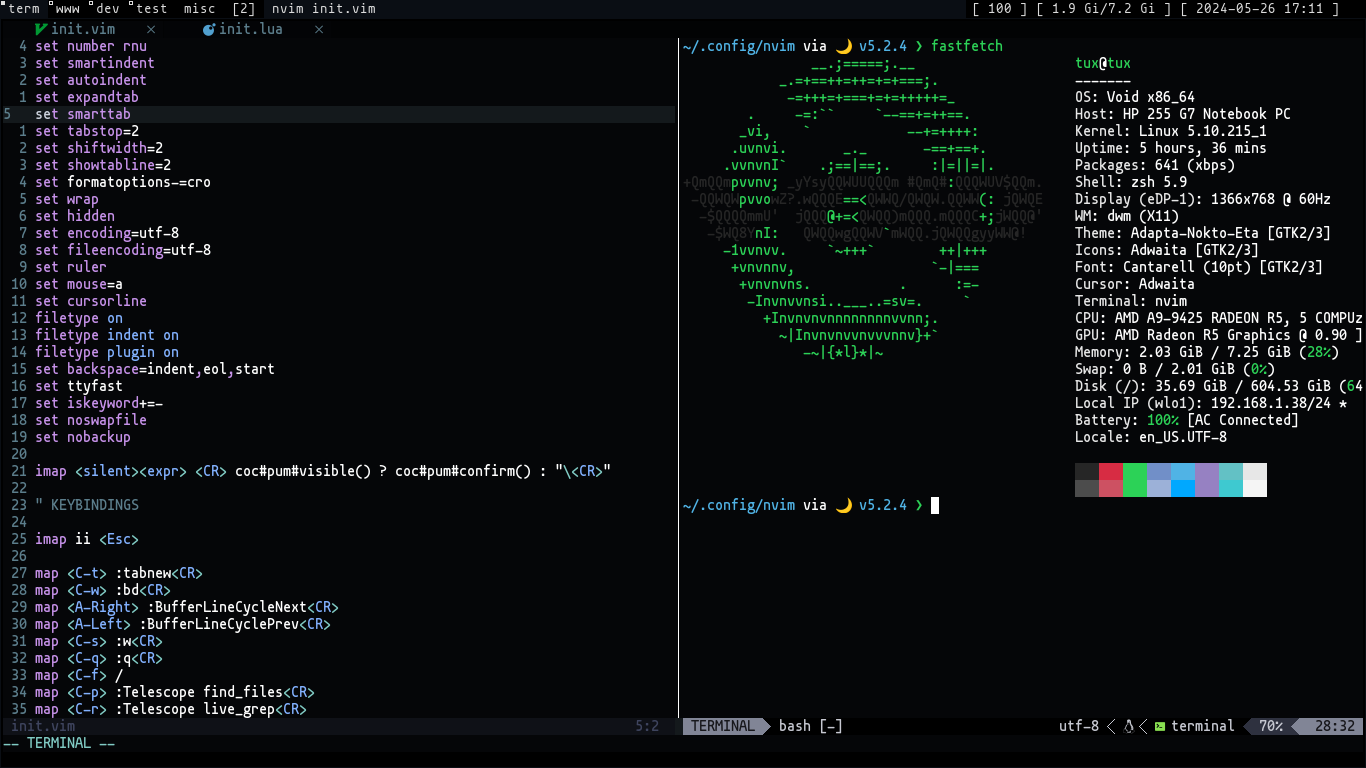 term www dev test misc [2] nvim init.vim [ 100 ] [ 1.9 Gi/7.2 Gi ] [ 2024-05-26 17:11 ]
init.vim × init.lua ×
4 set number rnu
3 set smartindent
2 set autoindent
1 set expandtab
5 set smarttab
1 set tabstop=2
2 set shiftwidth=2
3 set showtabline=2
4 set formatoptions-=cro
5 set wrap
6 set hidden
7 set encoding=utf-8
8 set fileencoding=utf-8
9 set ruler
10 set mouse=a
11 set cursorline
12 filetype on
13 filetype indent on
14 filetype plugin on
15 set backspace=indent,eol,start
16 set ttyfast
17 set iskeyword+=-
18 set noswapfile
19 set nobackup
20
21 imap <silent><expr> <CR> coc#pum#visible() ? coc#pum#confirm() : "\<CR>"
22
23 " KEYBINDINGS
24
25 imap ii <Esc>
26
27 map <C-t> :tabnew<CR>
28 map <C-w> :bd<CR>
29 map <A-Right> :BufferLineCycleNext<CR>
30 map <A-Left> :BufferLineCyclePrev<CR>
31 map <C-s> :w<CR>
32 map <C-q> :q<CR>
33 map <C-f> /
34 map <C-p> :Telescope find_files<CR>
35 map <C-r> :Telescope live_grep<CR>
init.vim 5:2
-- TERMINAL --
~/.config/nvim via 🌙 v5.2.4 ❯ fastfetch
tux@tux
-------
OS: Void x86_64
Host: HP 255 G7 Notebook PC
Kernel: Linux 5.10.215_1
Uptime: 5 hours, 36 mins
Packages: 641 (xbps)
Shell: zsh 5.9
Display (eDP-1): 1366x768 @ 60Hz
WM: dwm (X11)
Theme: Adapta-Nokto-Eta [GTK2/3]
Icons: Adwaita [GTK2/3]
Font: Cantarell (10pt) [GTK2/3]
Cursor: Adwaita
Terminal: nvim
CPU: AMD A9-9425 RADEON R5, 5 COMPUz
GPU: AMD Radeon R5 Graphics @ 0.90 ]
Memory: 2.03 GiB / 7.25 GiB (28%)
Swap: 0 B / 2.01 GiB (0%)
Disk (/): 35.69 GiB / 604.53 GiB (64
Local IP (wlo1): 192.168.1.38/24 *
Battery: 100% [AC Connected]
Locale: en_US.UTF-8
~/.config/nvim via 🌙 v5.2.4 ❯
TERMINAL bash [-] utf-8 terminal 70% 28:32